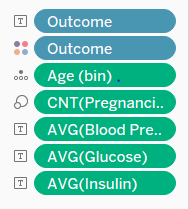 Outcome
Outcome
Age (bin)
CNT(Pregnanci..
AVG(Blood Pre..
AVG(Glucose)
AVG(Insulin)